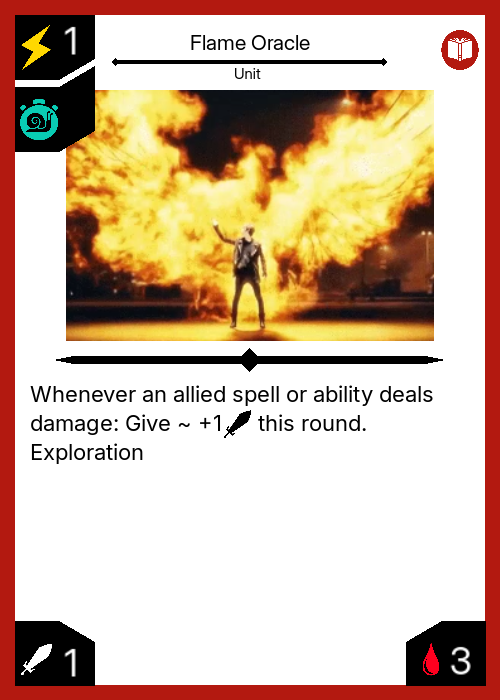 1
Flame Oracle
Unit
Whenever an allied spell or ability deals
damage: Give ~ +1 this round.
Exploration
1
3